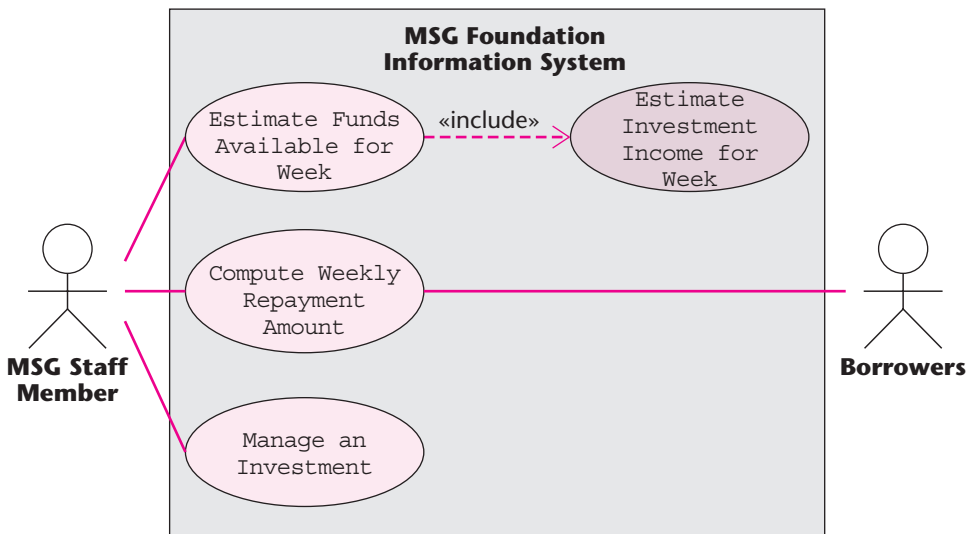 MSG Foundation
Information System
Estimate Funds
Available for
Week
«include»
Estimate
Investment
Income for
Week
Compute Weekly
Repayment
Amount
MSG Staff
Member
Borrowers
Manage an
Investment